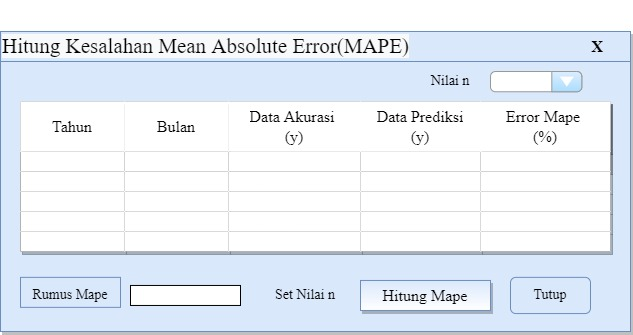 Hitung Kesalahan Mean Absolute Error(MAPE)
X
Nilai n
Tahun
Bulan
Data Akurasi
(y)
Data Prediksi
(y)
Error Mape
(%)
Rumus Mape
Set Nilai n
Hitung Mape
Tutup